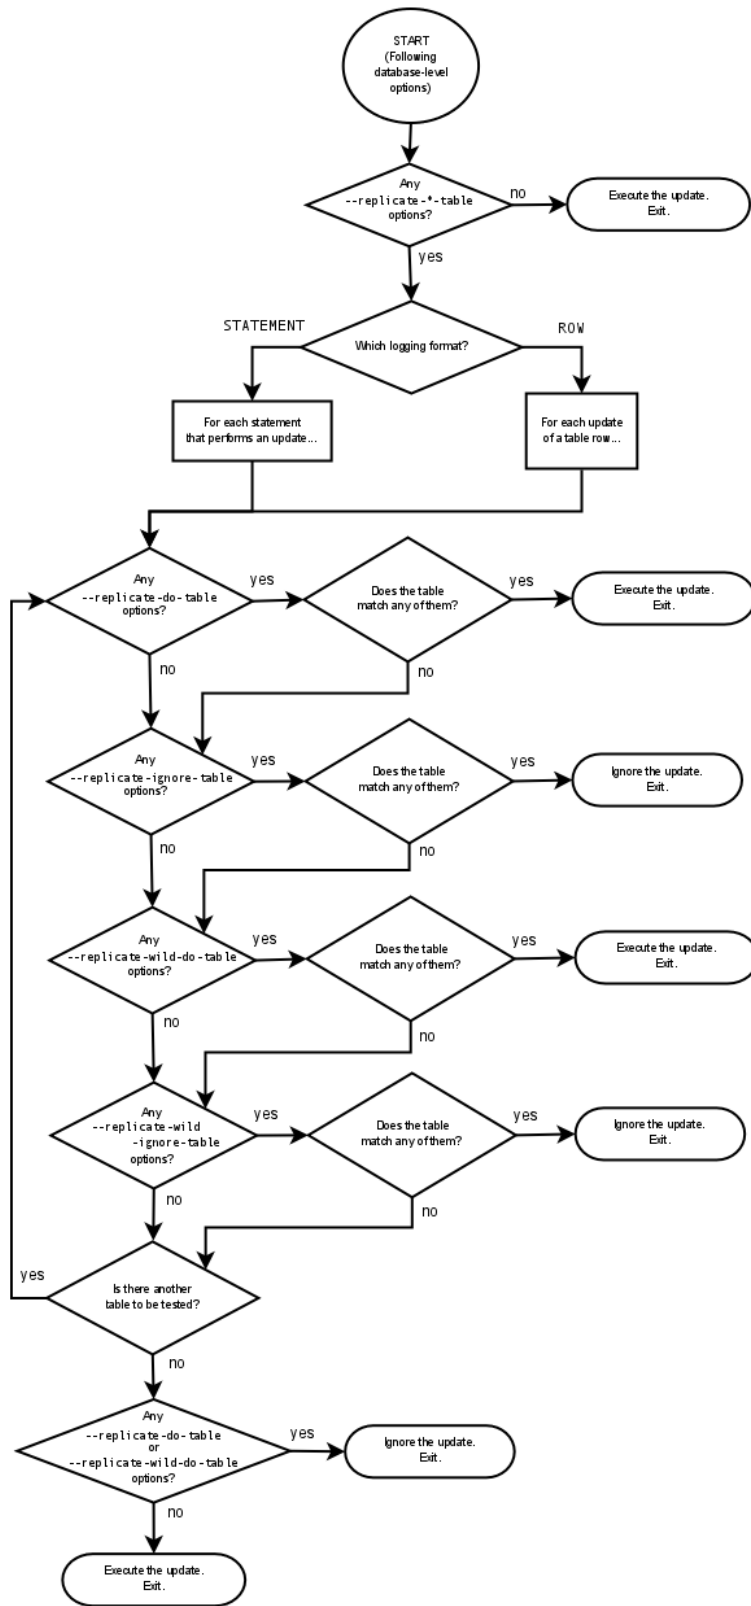 START
(Following
database-level
options)
Any
--replicate-*-table
options?
no
Execute the update.
Exit.
yes
STATEMENT
Which logging format?
ROW
For each statement
that performs an update...
For each update
of a table row...
Any
--replicate-do-table
options?
yes
Does the table
match any of them?
yes
Execute the update.
Exit.
no
no
Any
--replicate-ignore-table
options?
yes
Does the table
match any of them?
yes
Ignore the update.
Exit.
no
no
Any
--replicate-wild-do-table
options?
yes
Does the table
match any of them?
yes
Execute the update.
Exit.
no
no
Any
--replicate-wild
-ignore-table
options?
yes
Does the table
match any of them?
yes
Ignore the update.
Exit.
no
no
yes
Is there another
table to be tested?
no
Any
--replicate-do-table
or
--replicate-wild-do-table
options?
yes
Ignore the update.
Exit.
no
Execute the update.
Exit.